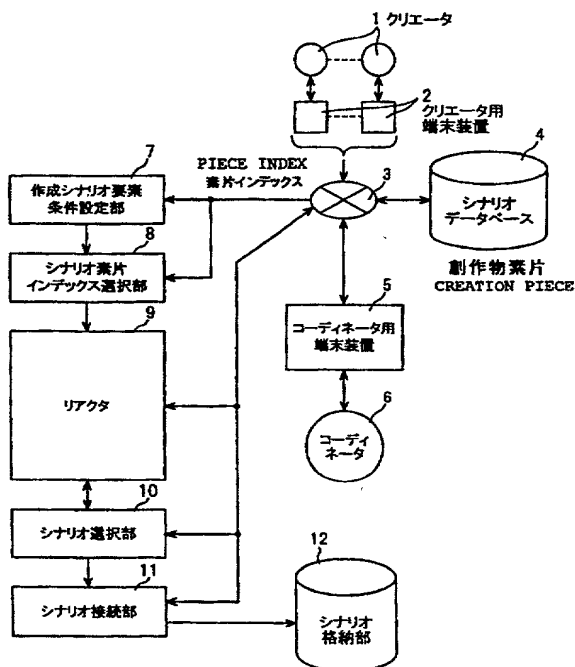 1 クリエータ
2
クリエータ用
端末装置
4
シナリオ
データベース
創作物素片
CREATION PIECE
3
PIECE INDEX
素片インデックス
7
作成シナリオ要素
条件設定部
8
シナリオ素片
インデックス選択部
9
リアクタ
5
コーディネータ用
端末装置
6
コーディ
ネータ
10
シナリオ選択部
11
シナリオ接続部
12
シナリオ
格納部